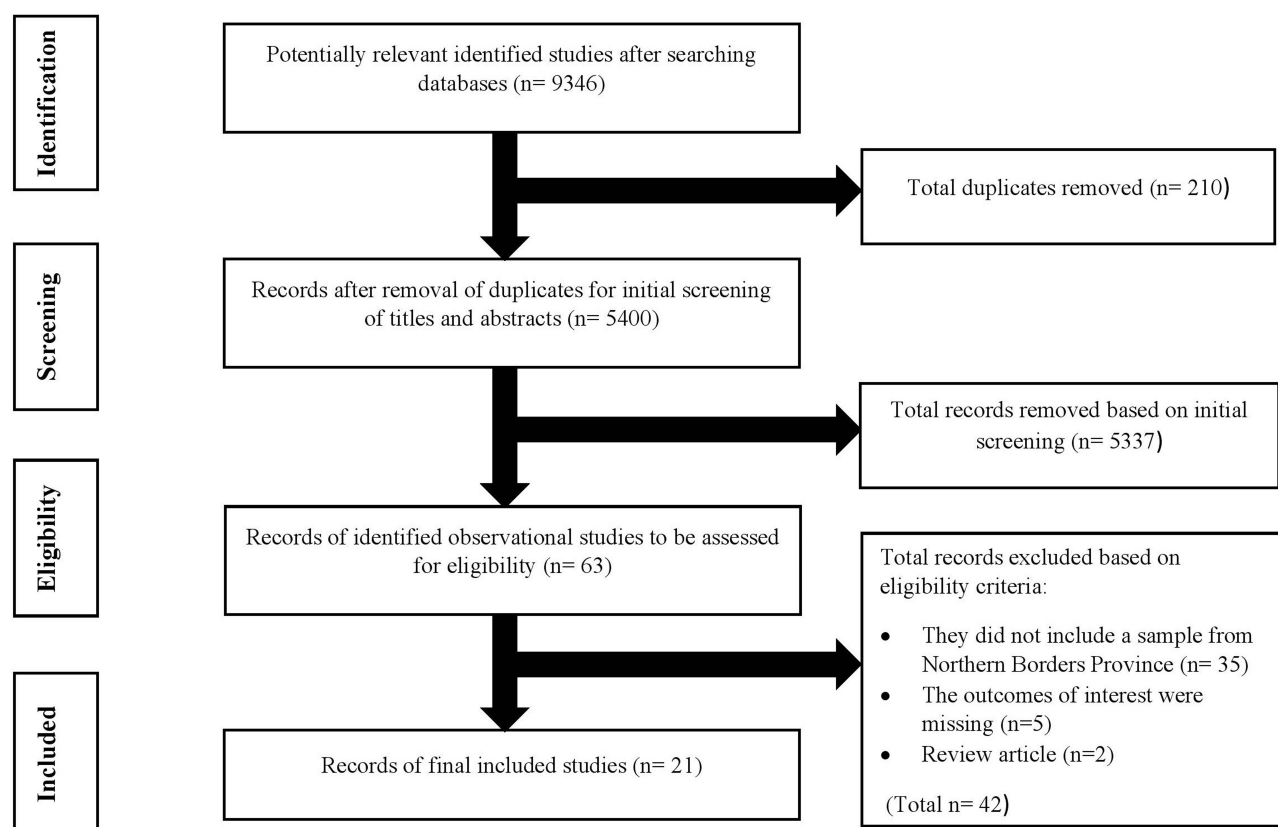 Identification
Potentially relevant identified studies after searching
databases (n= 9346)
Total duplicates removed (n= 210)
Screening
Records after removal of duplicates for initial screening
of titles and abstracts (n= 5400)
Total records removed based on initial
screening (n= 5337)
Eligibility
Records of identified observational studies to be assessed
for eligibility (n= 63)
Total records excluded based on
eligibility criteria:
• They did not include a sample from
Northern Borders Province (n= 35)
• The outcomes of interest were
missing (n=5)
• Review article (n=2)
(Total n= 42)
Included
Records of final included studies (n= 21)